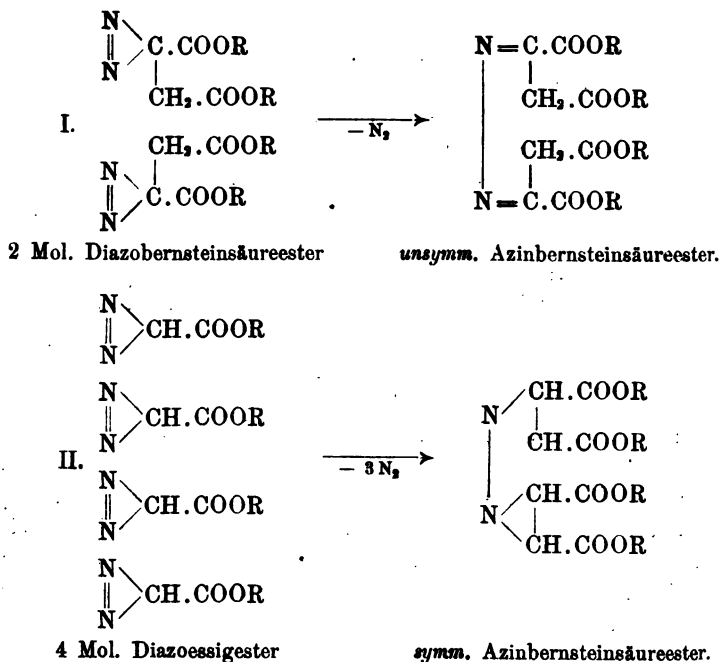 N
N
C.COOR
CH₂.COOR
I.
CH₂.COOR
N
N
C.COOR
— N₂
N=C.COOR
CH₂.COOR
CH₂.COOR
N=C.COOR
2 Mol. Diazobernsteinsäureester
unsymm. Azinbernsteinsäureester.
N
N
CH.COOR
N
N
CH.COOR
II.
N
N
CH.COOR
N
N
CH.COOR
— 3 N₂
N
CH.COOR
CH.COOR
N
CH.COOR
CH.COOR
4 Mol. Diazoessigester
symm. Azinbernsteinsäureester.